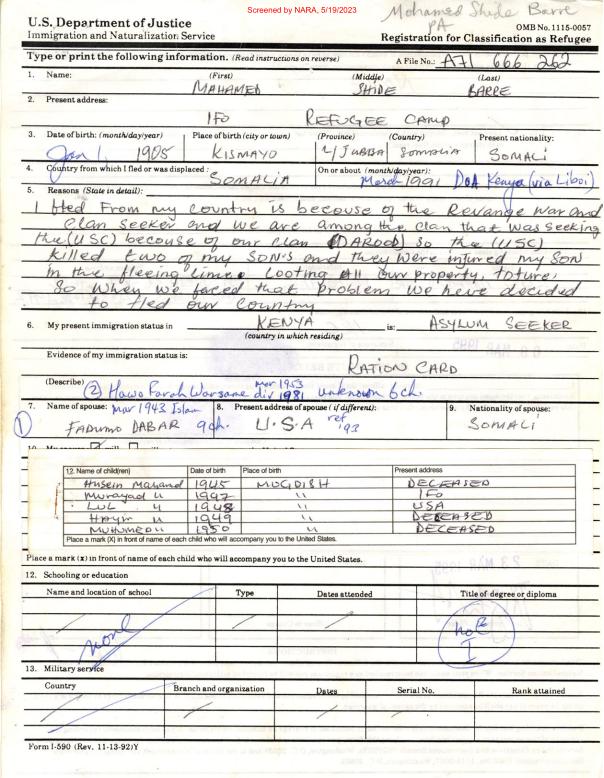 Screened by NARA, 5/19/2023
Mohamed Shide Barre
PA
U.S. Department of Justice
Immigration and Naturalization Service
OMB No. 1115-0057
Registration for Classification as Refugee
Type or print the following information. (Read instructions on reverse)
A File No.: A71 666 262
1. Name: (First) (Middle) (Last)
MAHAMED SHIDE BARRE
2. Present address:
IFO REFUGEE CAMP
3. Date of birth: (month/day/year) Place of birth (city or town) (Province) (Country) Present nationality:
Jan 1, 1905 KISMAYO L/JUBBA SOMALIA SOMALI
4. Country from which I fled or was displaced : On or about (month/day/year):
SOMALIA March 1991 DOA Kenya (via Liboi)
5. Reasons (State in detail):
I fled From my country is becouse of the Revange war and
clan seeker and we are among the clan that was seeking
the (USC) becouse of our clan (DAROD) so the (USC)
killed two of my SON'S and they were injured my SON
in the fleeing time. Looting All our property, toture,
So when we faced that problem we have decided
to fled our country
6. My present immigration status in KENYA is: ASYLUM SEEKER
(country in which residing)
Evidence of my immigration status is:
RATION CARD
(Describe) (2) Hawo Farah Warsame mar 1953 div 1981 unknown 6 ch.
7. Name of spouse: mar 1943 Islam 8. Present address of spouse (if different): 9. Nationality of spouse:
(1) FADUMO DABAR 9 ch. U.S.A ref '93 SOMALI
12. Name of child(ren) Date of birth Place of birth Present address
Husein Mahamd 1945 MUGDISH DECEASED
Murayad " 1947 " IFO
LUL " 1948 " USA
" 1949 " DECEASED
MUHUMED " 1950 " DECEASED
Place a mark (X) in front of name of each child who will accompany you to the United States.
Place a mark (x) in front of name of each child who will accompany you to the United States.
12. Schooling or education
Name and location of school Type Dates attended Title of degree or diploma
none
no E
I
13. Military service
Country Branch and organization Dates Serial No. Rank attained
Form I-590 (Rev. 11-13-92)Y